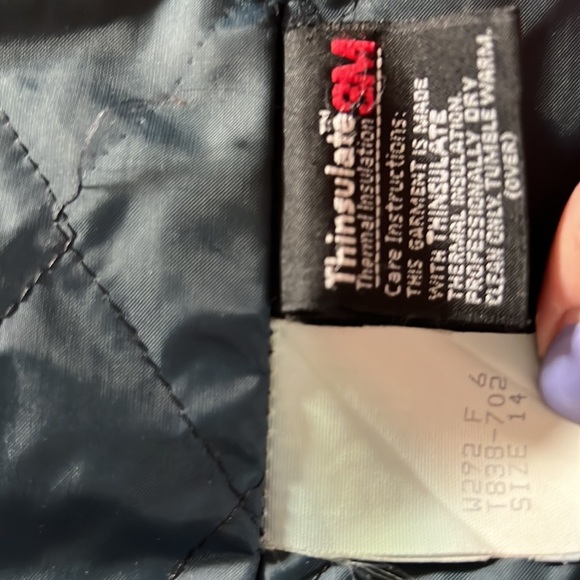 Thinsulate™ 3M
Thermal Insulation
Care Instructions:
THIS GARMENT IS MADE
WITH THINSULATE
THERMAL INSULATION.
PROFESSIONALLY DRY
CLEAN ONLY, TUMBLE WARM.
(OVER)
W292 F 6
T838-702
SIZE 14